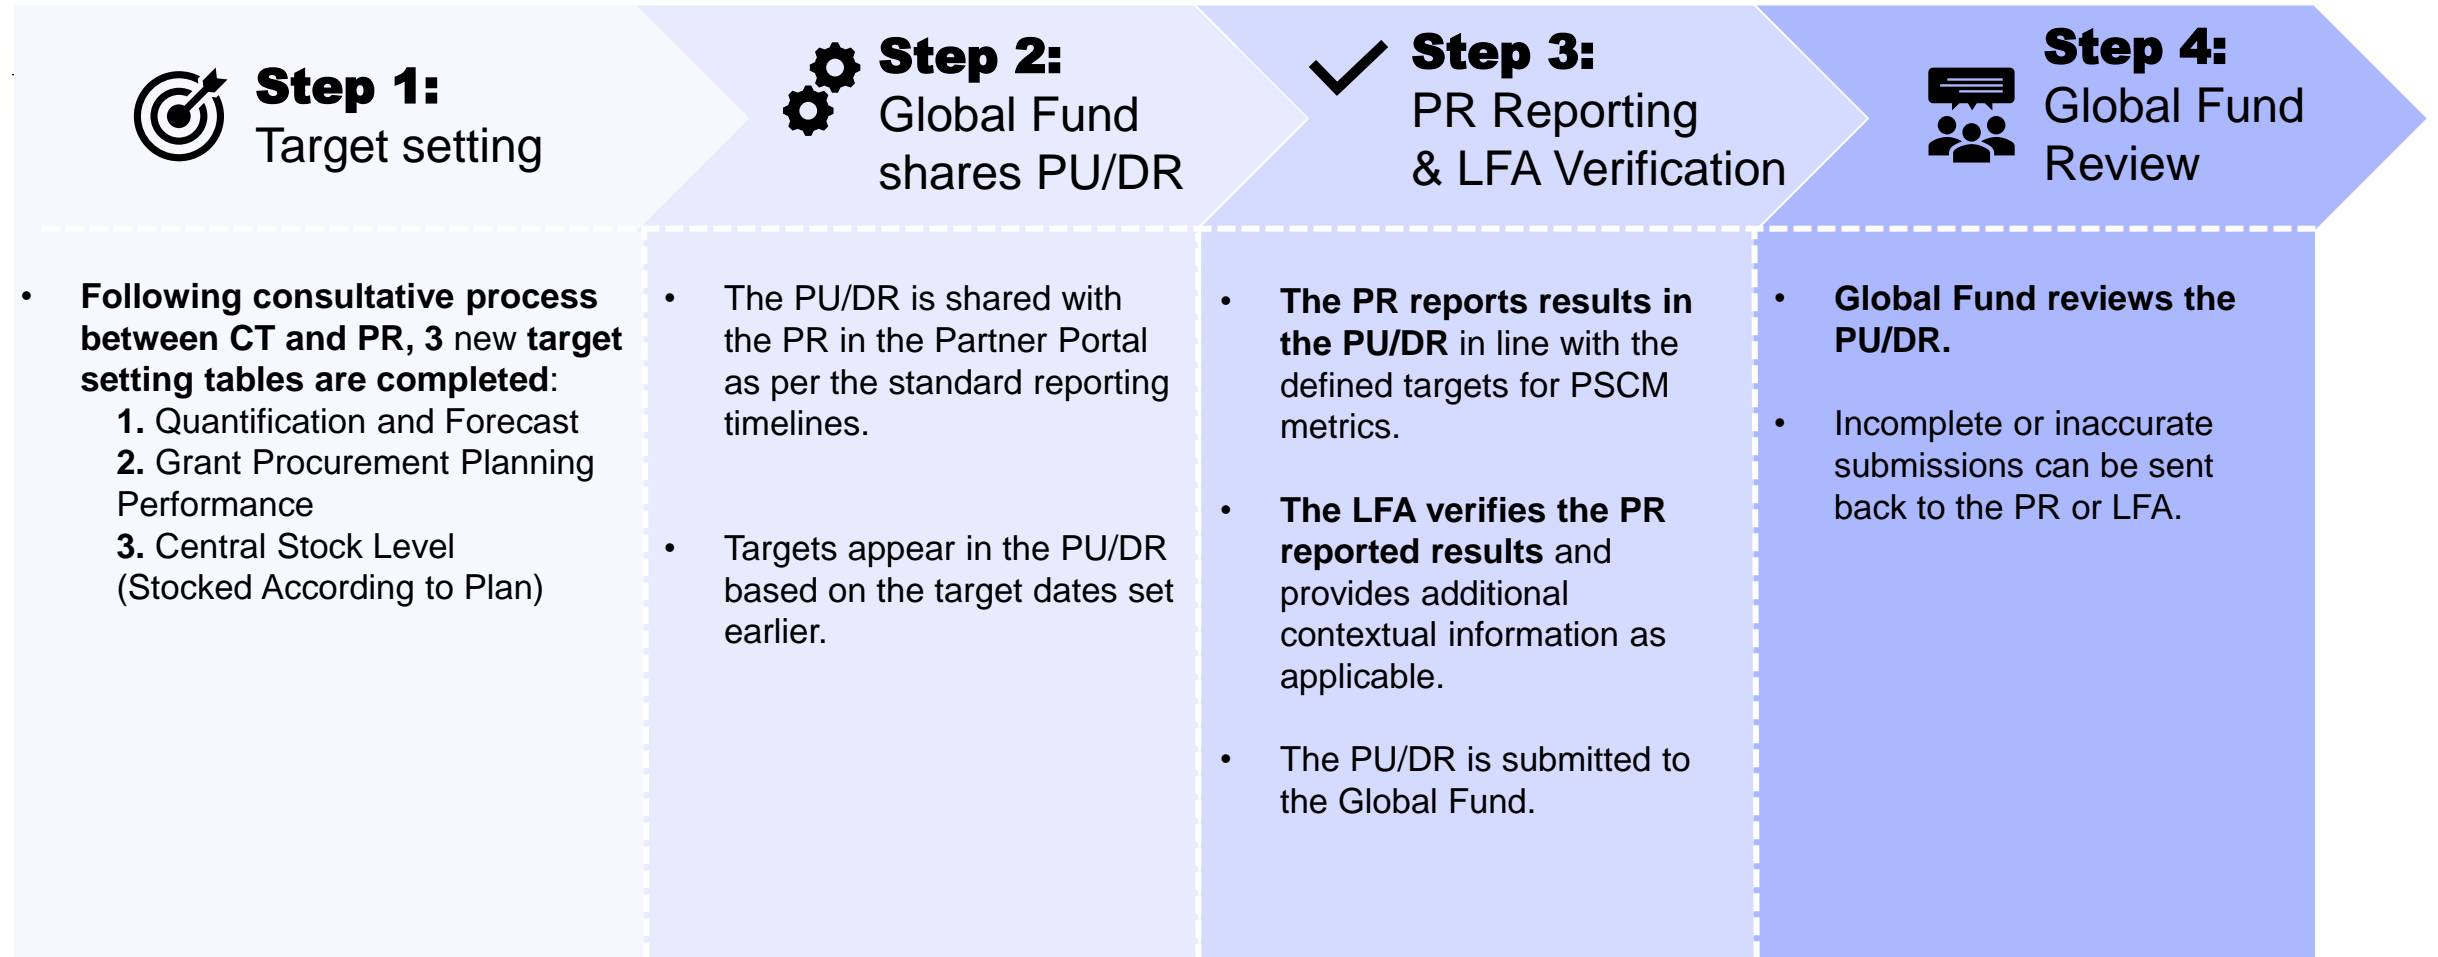 Step 1:
Target setting
• Following consultative process
between CT and PR, 3 new target
setting tables are completed:
1. Quantification and Forecast
2. Grant Procurement Planning
Performance
3. Central Stock Level
(Stocked According to Plan)
Step 2:
Global Fund
shares PU/DR
• The PU/DR is shared with
the PR in the Partner Portal
as per the standard reporting
timelines.
• Targets appear in the PU/DR
based on the target dates set
earlier.
Step 3:
PR Reporting
& LFA Verification
• The PR reports results in
the PU/DR in line with the
defined targets for PSCM
metrics.
• The LFA verifies the PR
reported results and
provides additional
contextual information as
applicable.
• The PU/DR is submitted to
the Global Fund.
Step 4:
Global Fund
Review
• Global Fund reviews the
PU/DR.
• Incomplete or inaccurate
submissions can be sent
back to the PR or LFA.